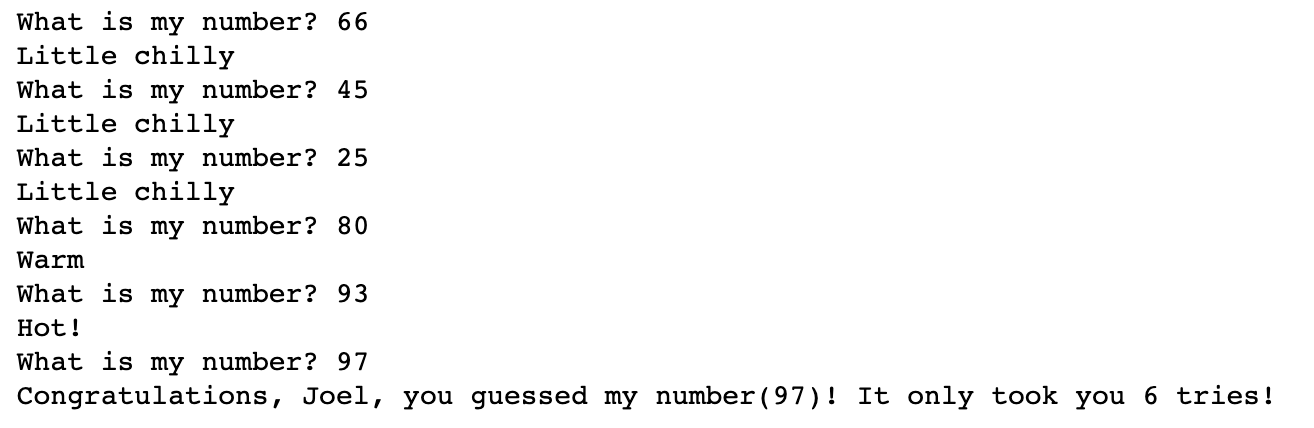 What is my number? 66
Little chilly
What is my number? 45
Little chilly
What is my number? 25
Little chilly
What is my number? 80
Warm
What is my number? 93
Hot!
What is my number? 97
Congratulations, Joel, you guessed my number(97)! It only took you 6 tries!